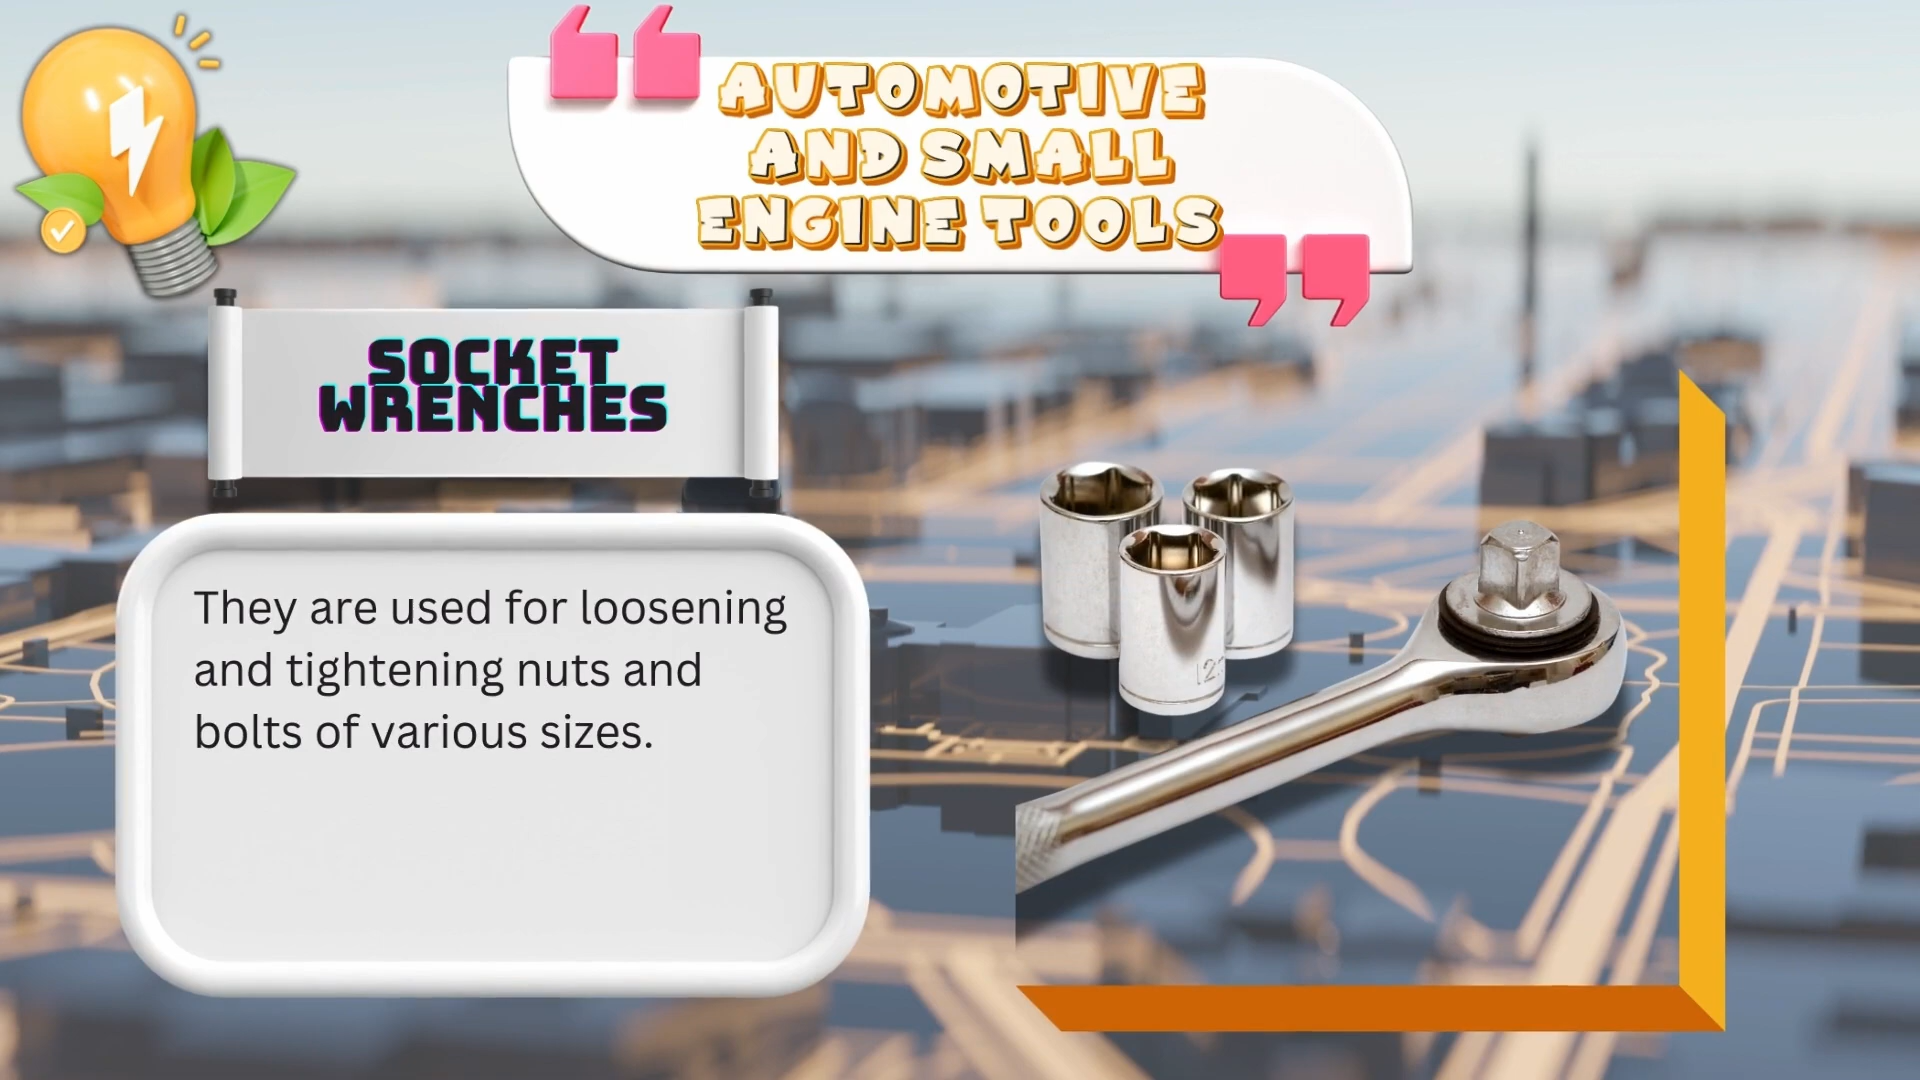 AUTOMOTIVE
AND SMALL
ENGINE TOOLS
SOCKET
WRENCHES
They are used for loosening
and tightening nuts and
bolts of various sizes.